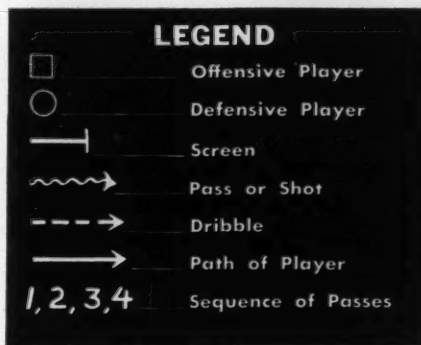 LEGEND
Offensive Player
Defensive Player
Screen
Pass or Shot
Dribble
Path of Player
1, 2, 3, 4 Sequence of Passes